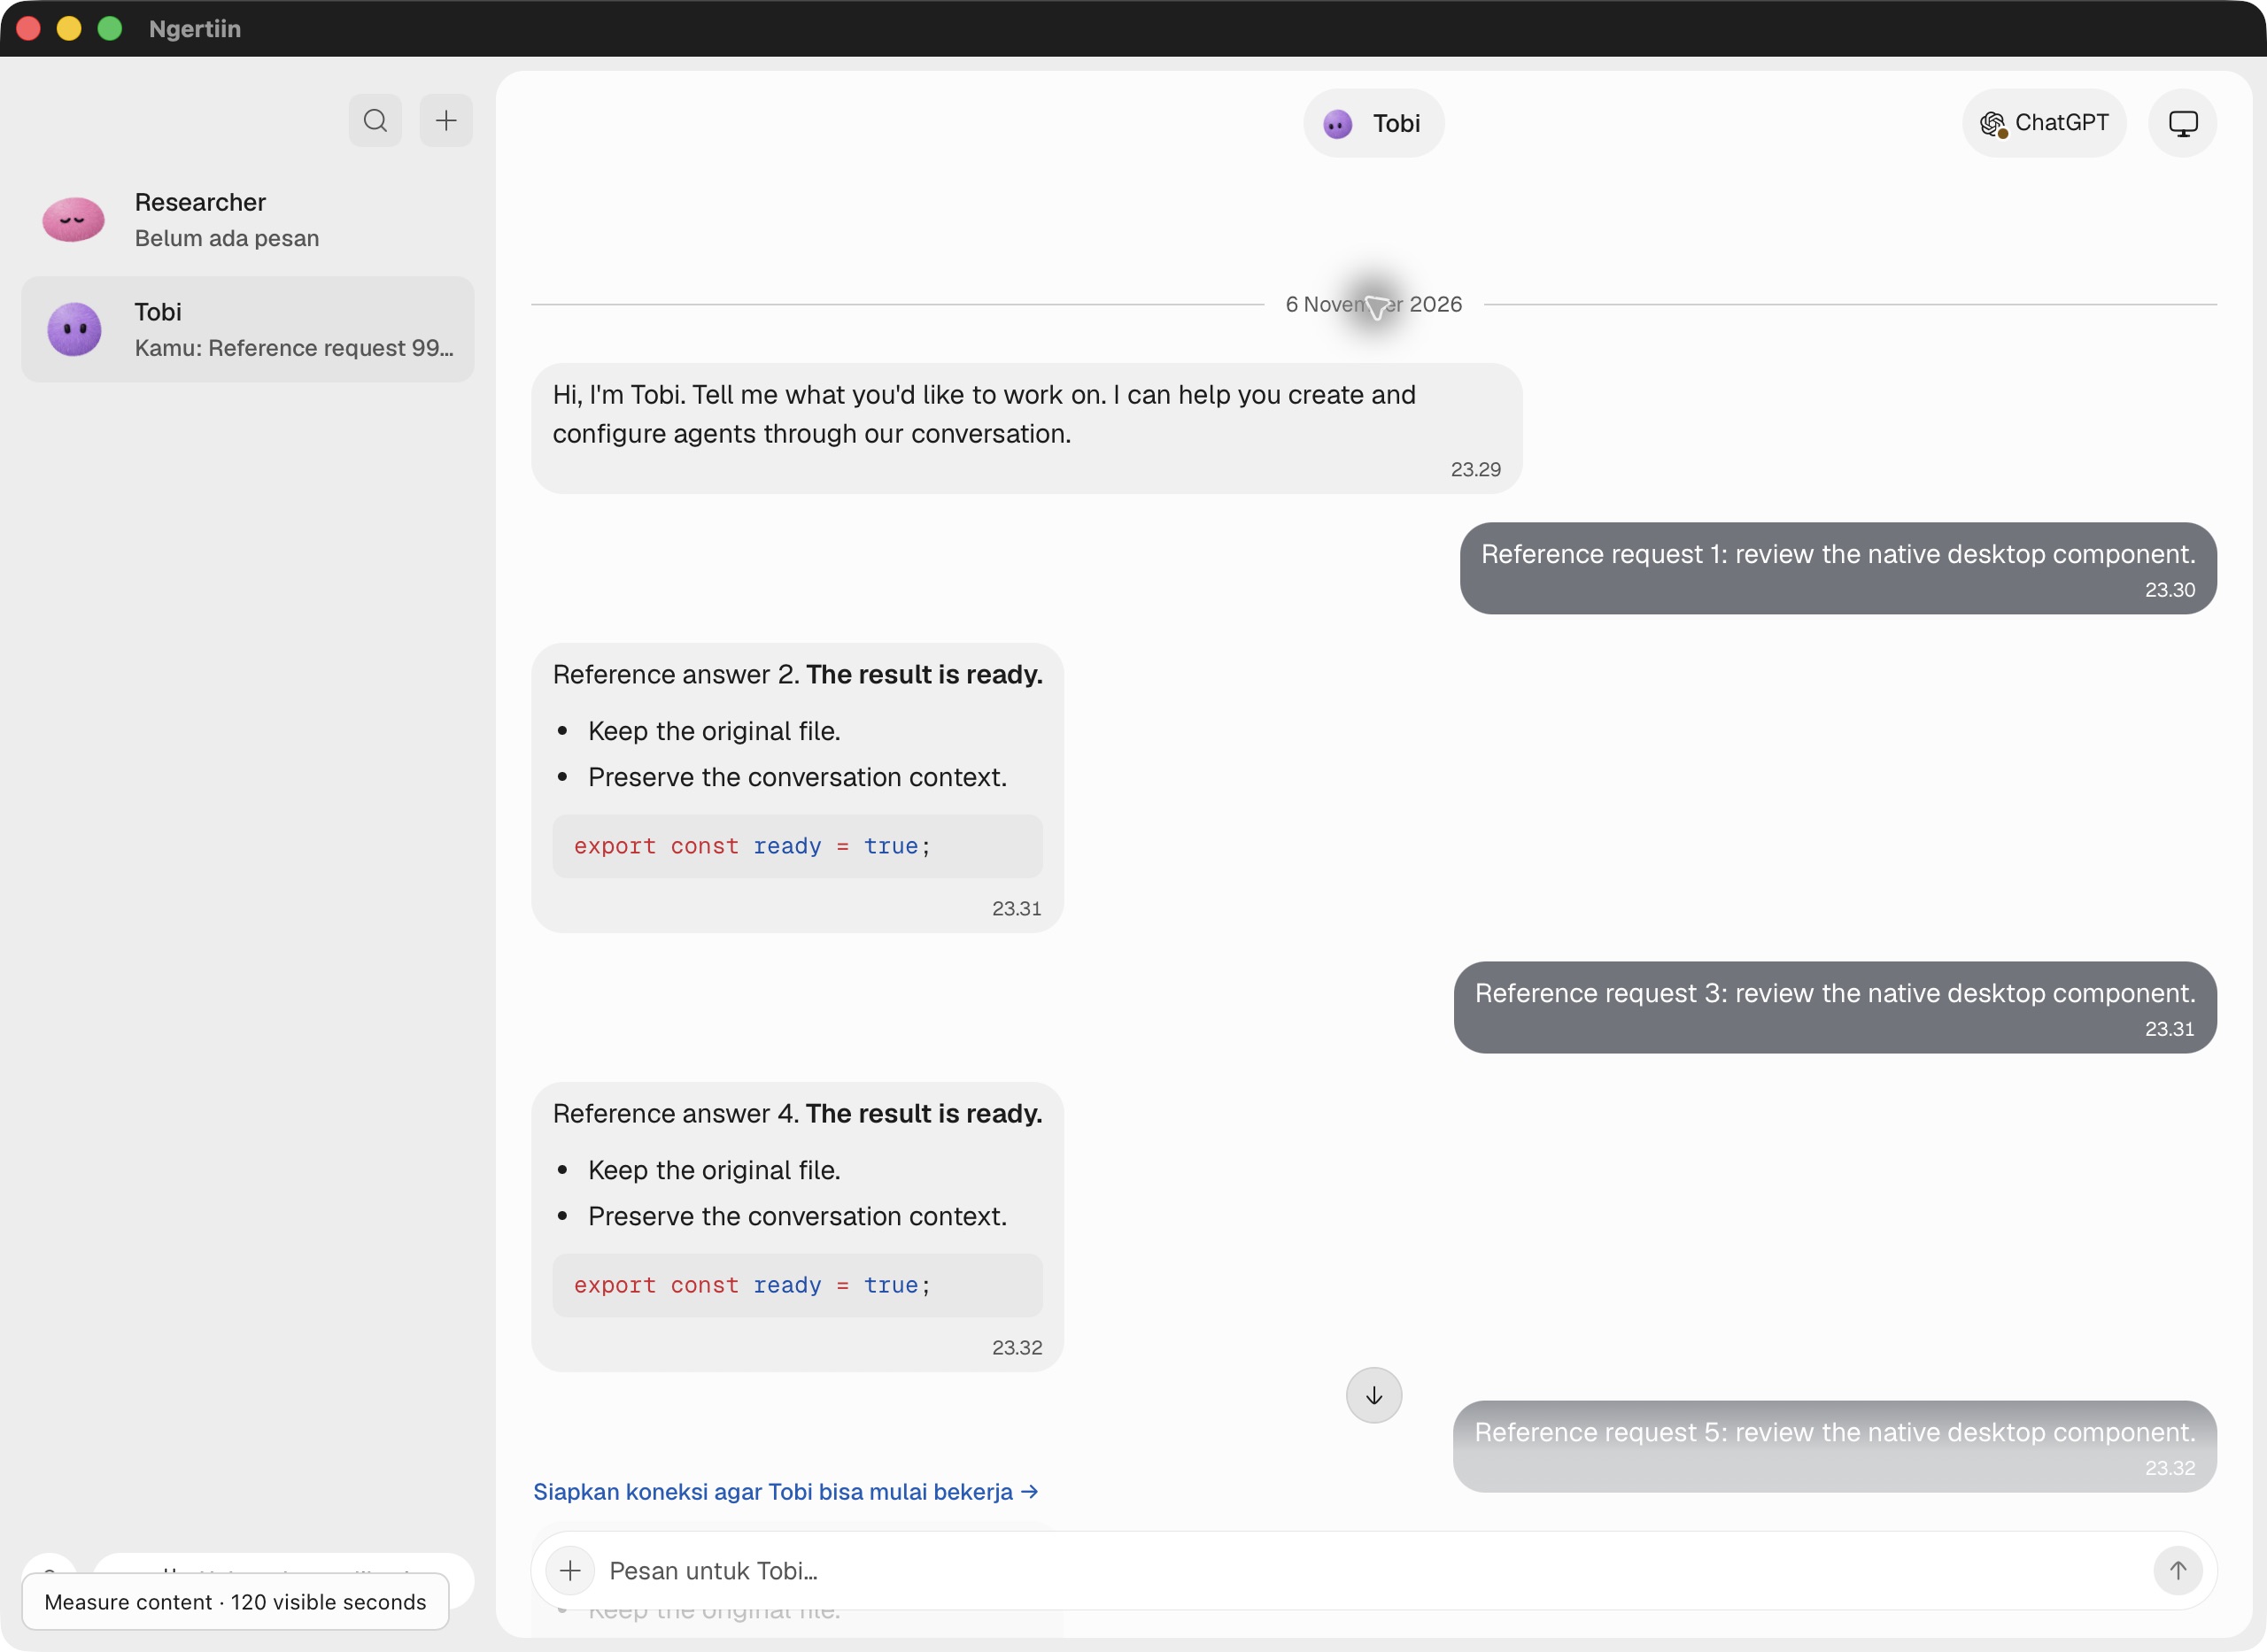 Ngertiin
Researcher
Belum ada pesan
Tobi
Kamu: Reference request 99...
Measure content · 120 visible seconds
Tobi
ChatGPT
6 November 2026
Hi, I'm Tobi. Tell me what you'd like to work on. I can help you create and
configure agents through our conversation.
23.29
Reference request 1: review the native desktop component.
23.30
Reference answer 2. The result is ready.
• Keep the original file.
• Preserve the conversation context.
export const ready = true;
23.31
Reference request 3: review the native desktop component.
23.31
Reference answer 4. The result is ready.
• Keep the original file.
• Preserve the conversation context.
export const ready = true;
23.32
Reference request 5: review the native desktop component.
23.32
Siapkan koneksi agar Tobi bisa mulai bekerja →
Pesan untuk Tobi...
• Keep the original file.